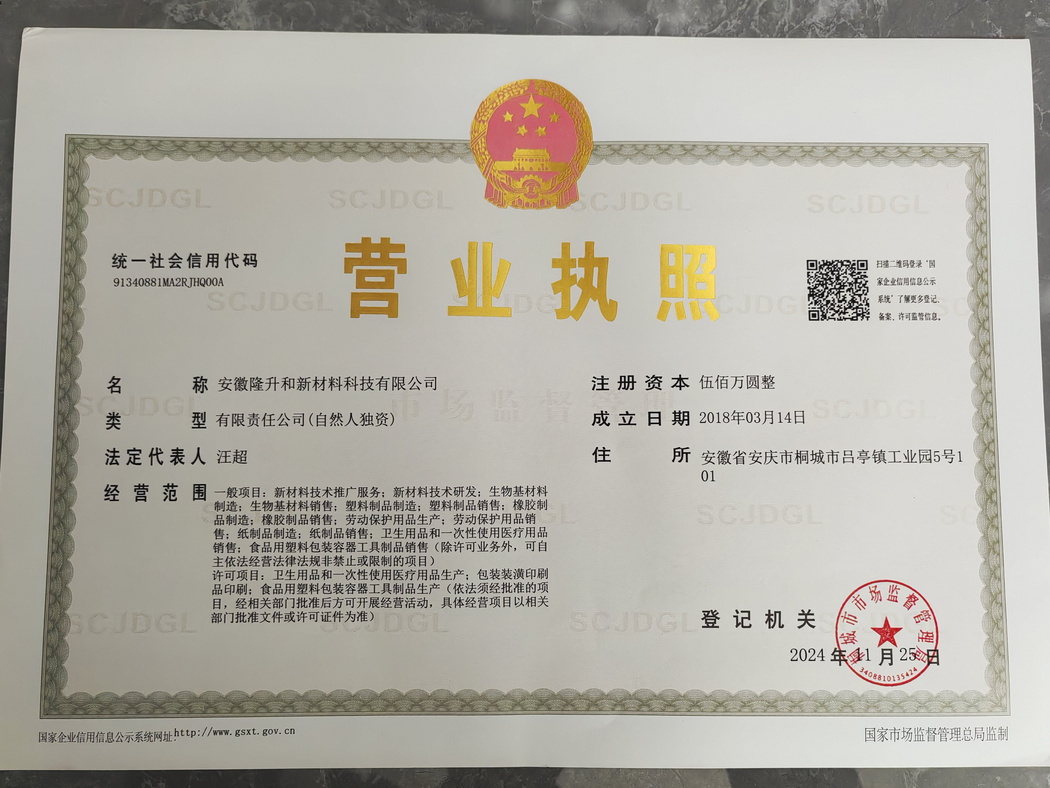 营业执照
统一社会信用代码
91340881MA2RJHQ00A
扫描二维码登录‘国
家企业信用信息公示
系统’了解更多登记、
备案、许可监管信息。
名称 安徽隆升和新材料科技有限公司
类型 有限责任公司(自然人独资)
法定代表人 汪超
经营范围 一般项目：新材料技术推广服务；新材料技术研发；生物基材料
制造；生物基材料销售；塑料制品制造；塑料制品销售；橡胶制
品制造；橡胶制品销售；劳动保护用品生产；劳动保护用品销
售；纸制品制造；纸制品销售；卫生用品和一次性使用医疗用品
销售；食品用塑料包装容器工具制品销售（除许可业务外，可自
主依法经营法律法规非禁止或限制的项目）
许可项目：卫生用品和一次性使用医疗用品生产；包装装潢印刷
品印刷；食品用塑料包装容器工具制品生产（依法须经批准的项
目，经相关部门批准后方可开展经营活动，具体经营项目以相关
部门批准文件或许可证件为准）
注册资本 伍佰万圆整
成立日期 2018年03月14日
住所 安徽省安庆市桐城市吕亭镇工业园5号1
01
登记机关
桐城市市场监督管理局
3408810135424
2024年11月25日
国家企业信用信息公示系统网址:http://www.gsxt.gov.cn
国家市场监督管理总局监制
SCJDGL
市场监督管理